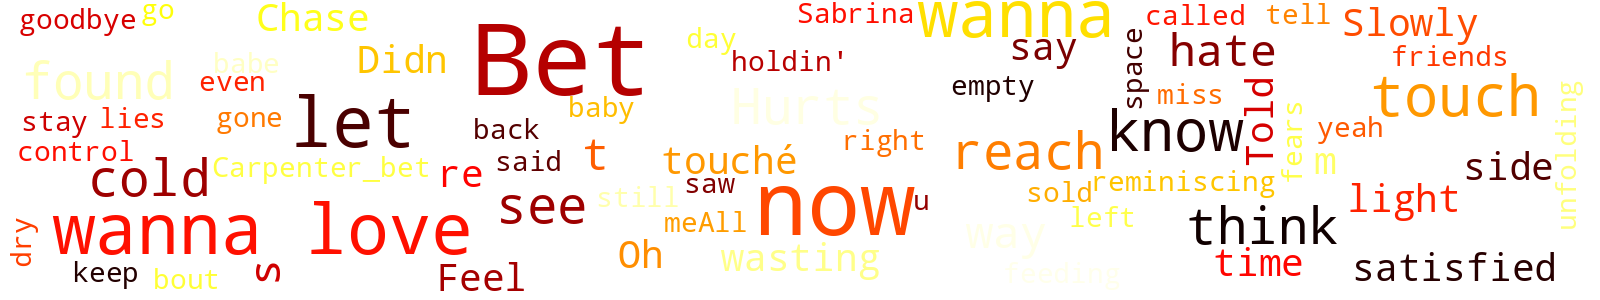 goodbye
go
Chase
Sabrina
wanna
called
tell
Slowly
found
babe
Didn
Bet
day
holdin'
say
space
hate
friends
even
empty
miss
Told
touch
unfolding
stay
lies
gone
let
baby
Hurts
know
fears
yeah
control
back
right
reach
side
cold
Carpenter_bet
re
said
t
touché
m
still
saw
now
u
sold
reminiscing
light
dry
wanna love
see
meAll
left
think
way
keep
bout
s
Feel
Oh
wasting
feeding
time
satisfied